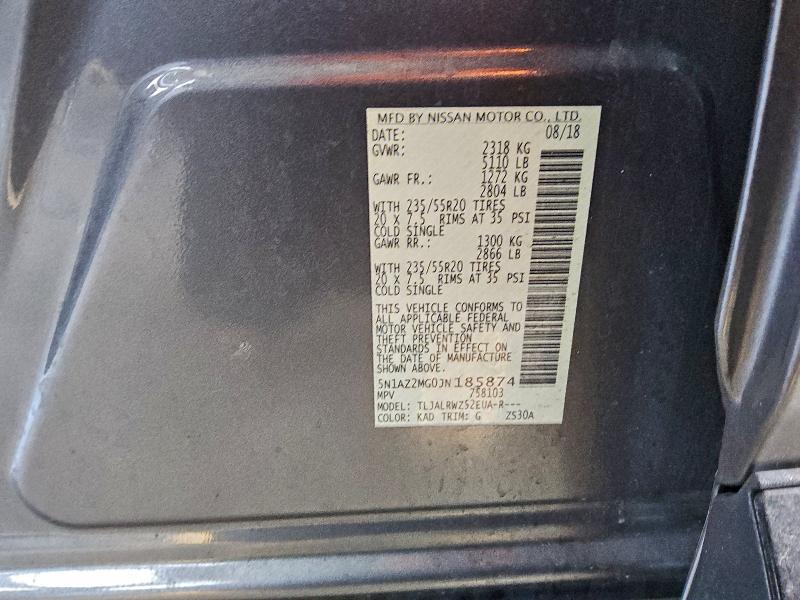 MFD BY NISSAN MOTOR CO., LTD.
DATE: 08/18
GVWR: 2318 KG
5110 LB
GAWR FR.: 1272 KG
2804 LB
WITH 235/55R20 TIRES
20 X 7.5 RIMS AT 35 PSI
COLD SINGLE
GAWR RR.: 1300 KG
2866 LB
WITH 235/55R20 TIRES
20 X 7.5 RIMS AT 35 PSI
COLD SINGLE
THIS VEHICLE CONFORMS TO
ALL APPLICABLE FEDERAL
MOTOR VEHICLE SAFETY AND
THEFT PREVENTION
STANDARDS IN EFFECT ON
THE DATE OF MANUFACTURE
SHOWN ABOVE.
5N1AZ2MG0JN185874
MPV 758103
MODEL: TLJALRWZ52EUA-R---
COLOR: KAD TRIM: G ZS30A